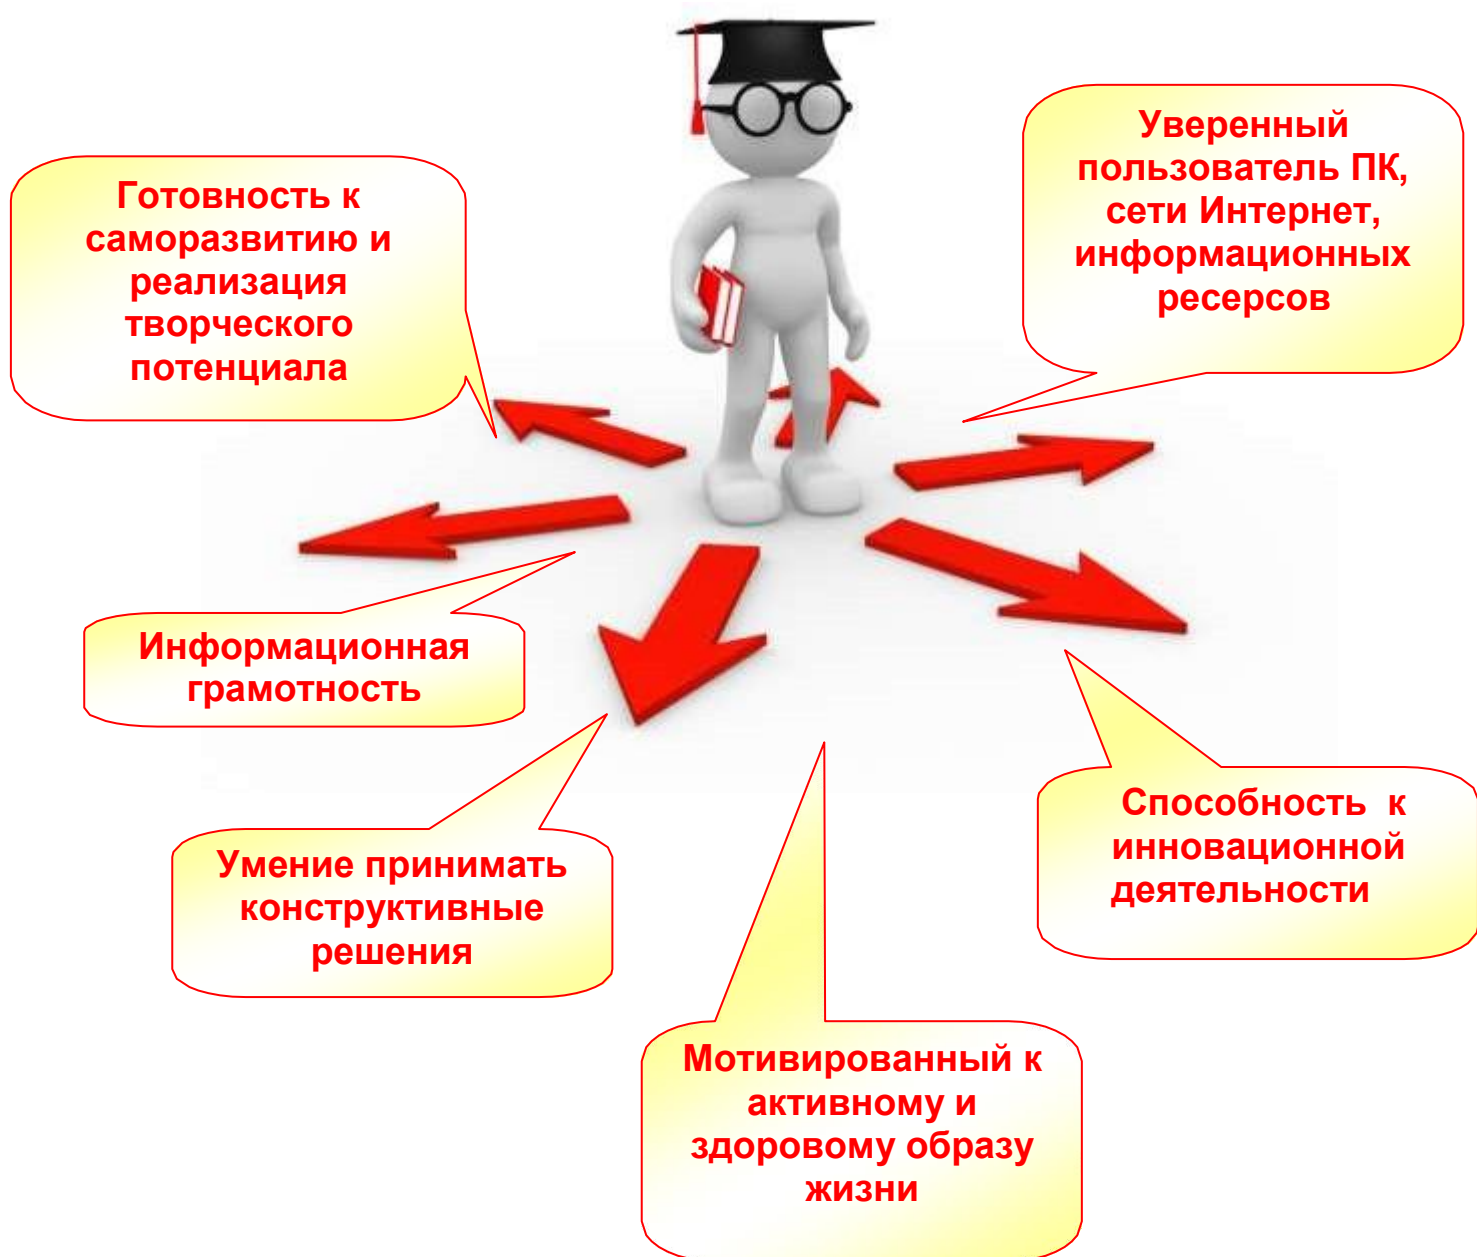 Готовность к
саморазвитию и
реализация
творческого
потенциала
Уверенный
пользователь ПК,
сети Интернет,
информационных
ресерсов
Информационная
грамотность
Умение принимать
конструктивные
решения
Способность к
инновационной
деятельности
Мотивированный к
активному и
здоровому образу
жизни